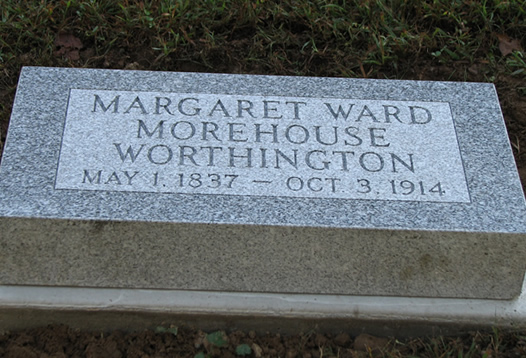 MARGARET WARD
MOREHOUSE
WORTHINGTON
MAY 1, 1837 — OCT 3, 1914